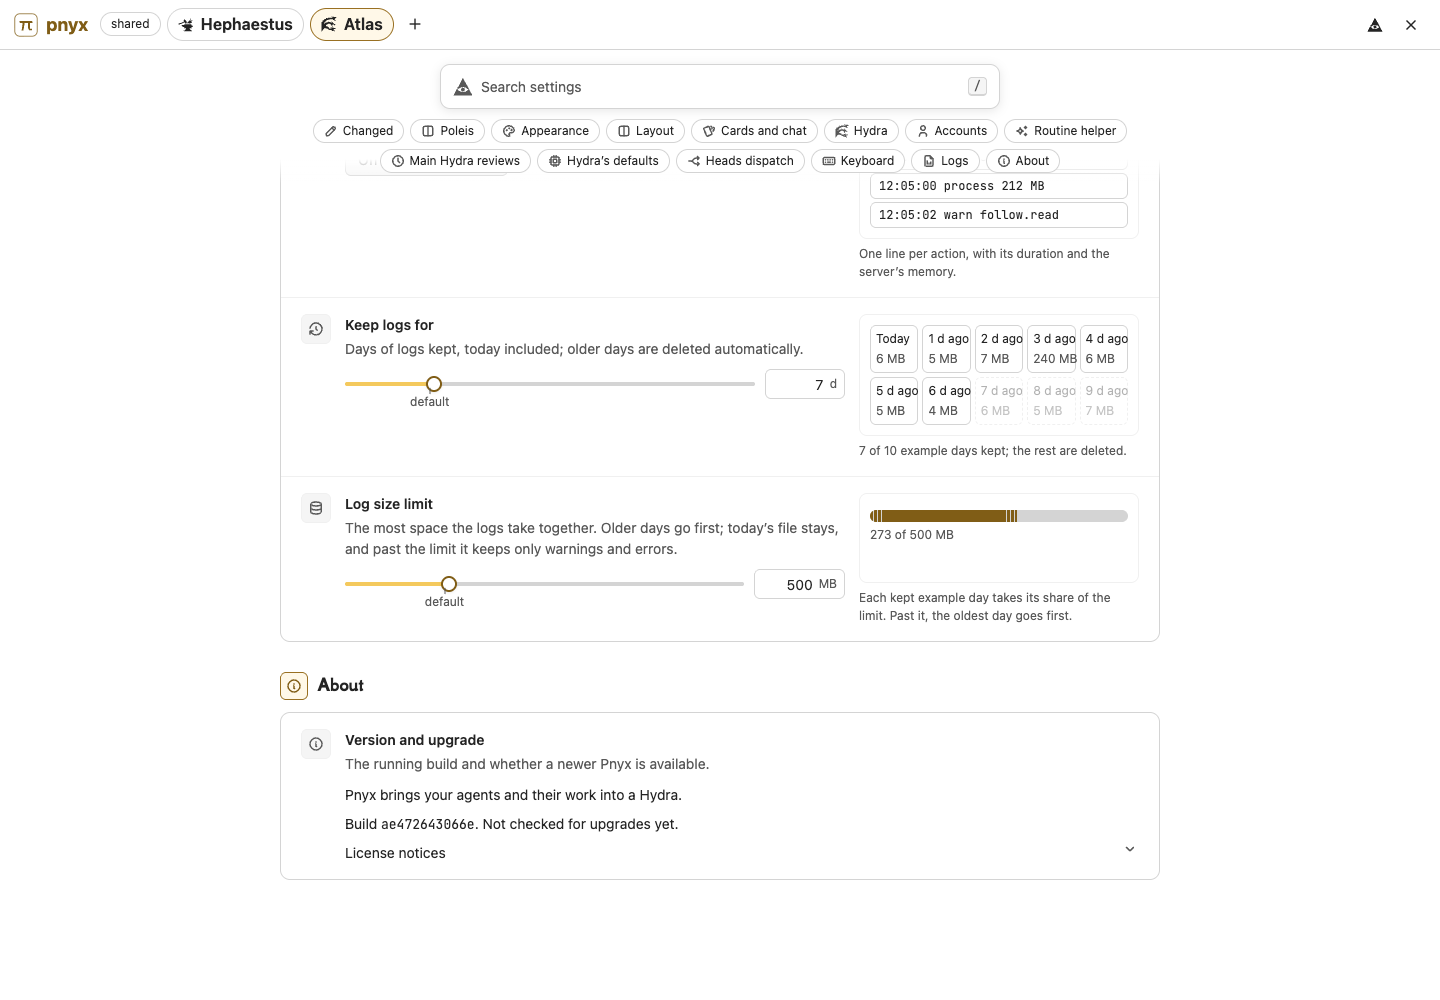 π pnyx shared Hephaestus Atlas +
Search settings /
Changed Poleis Appearance Layout Cards and chat Hydra Accounts Routine helper
Main Hydra reviews Hydra’s defaults Heads dispatch Keyboard Logs About
12:05:00 process 212 MB
12:05:02 warn follow.read
One line per action, with its duration and the
server’s memory.
Keep logs for
Days of logs kept, today included; older days are deleted automatically.
7 d
default
Today 1 d ago 2 d ago 3 d ago 4 d ago
6 MB 5 MB 7 MB 240 MB 6 MB
5 d ago 6 d ago 7 d ago 8 d ago 9 d ago
5 MB 4 MB 6 MB 5 MB 7 MB
7 of 10 example days kept; the rest are deleted.
Log size limit
The most space the logs take together. Older days go first; today’s file stays,
and past the limit it keeps only warnings and errors.
500 MB
default
273 of 500 MB
Each kept example day takes its share of the
limit. Past it, the oldest day goes first.
About
Version and upgrade
The running build and whether a newer Pnyx is available.
Pnyx brings your agents and their work into a Hydra.
Build ae472643066e. Not checked for upgrades yet.
License notices